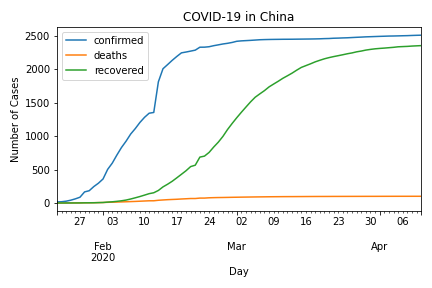 COVID-19 in China
confirmed
deaths
recovered
Number of Cases
2500
2000
1500
1000
500
0
27 03 10 17 24 02 09 16 23 30 06
Feb Mar Apr
2020
Day